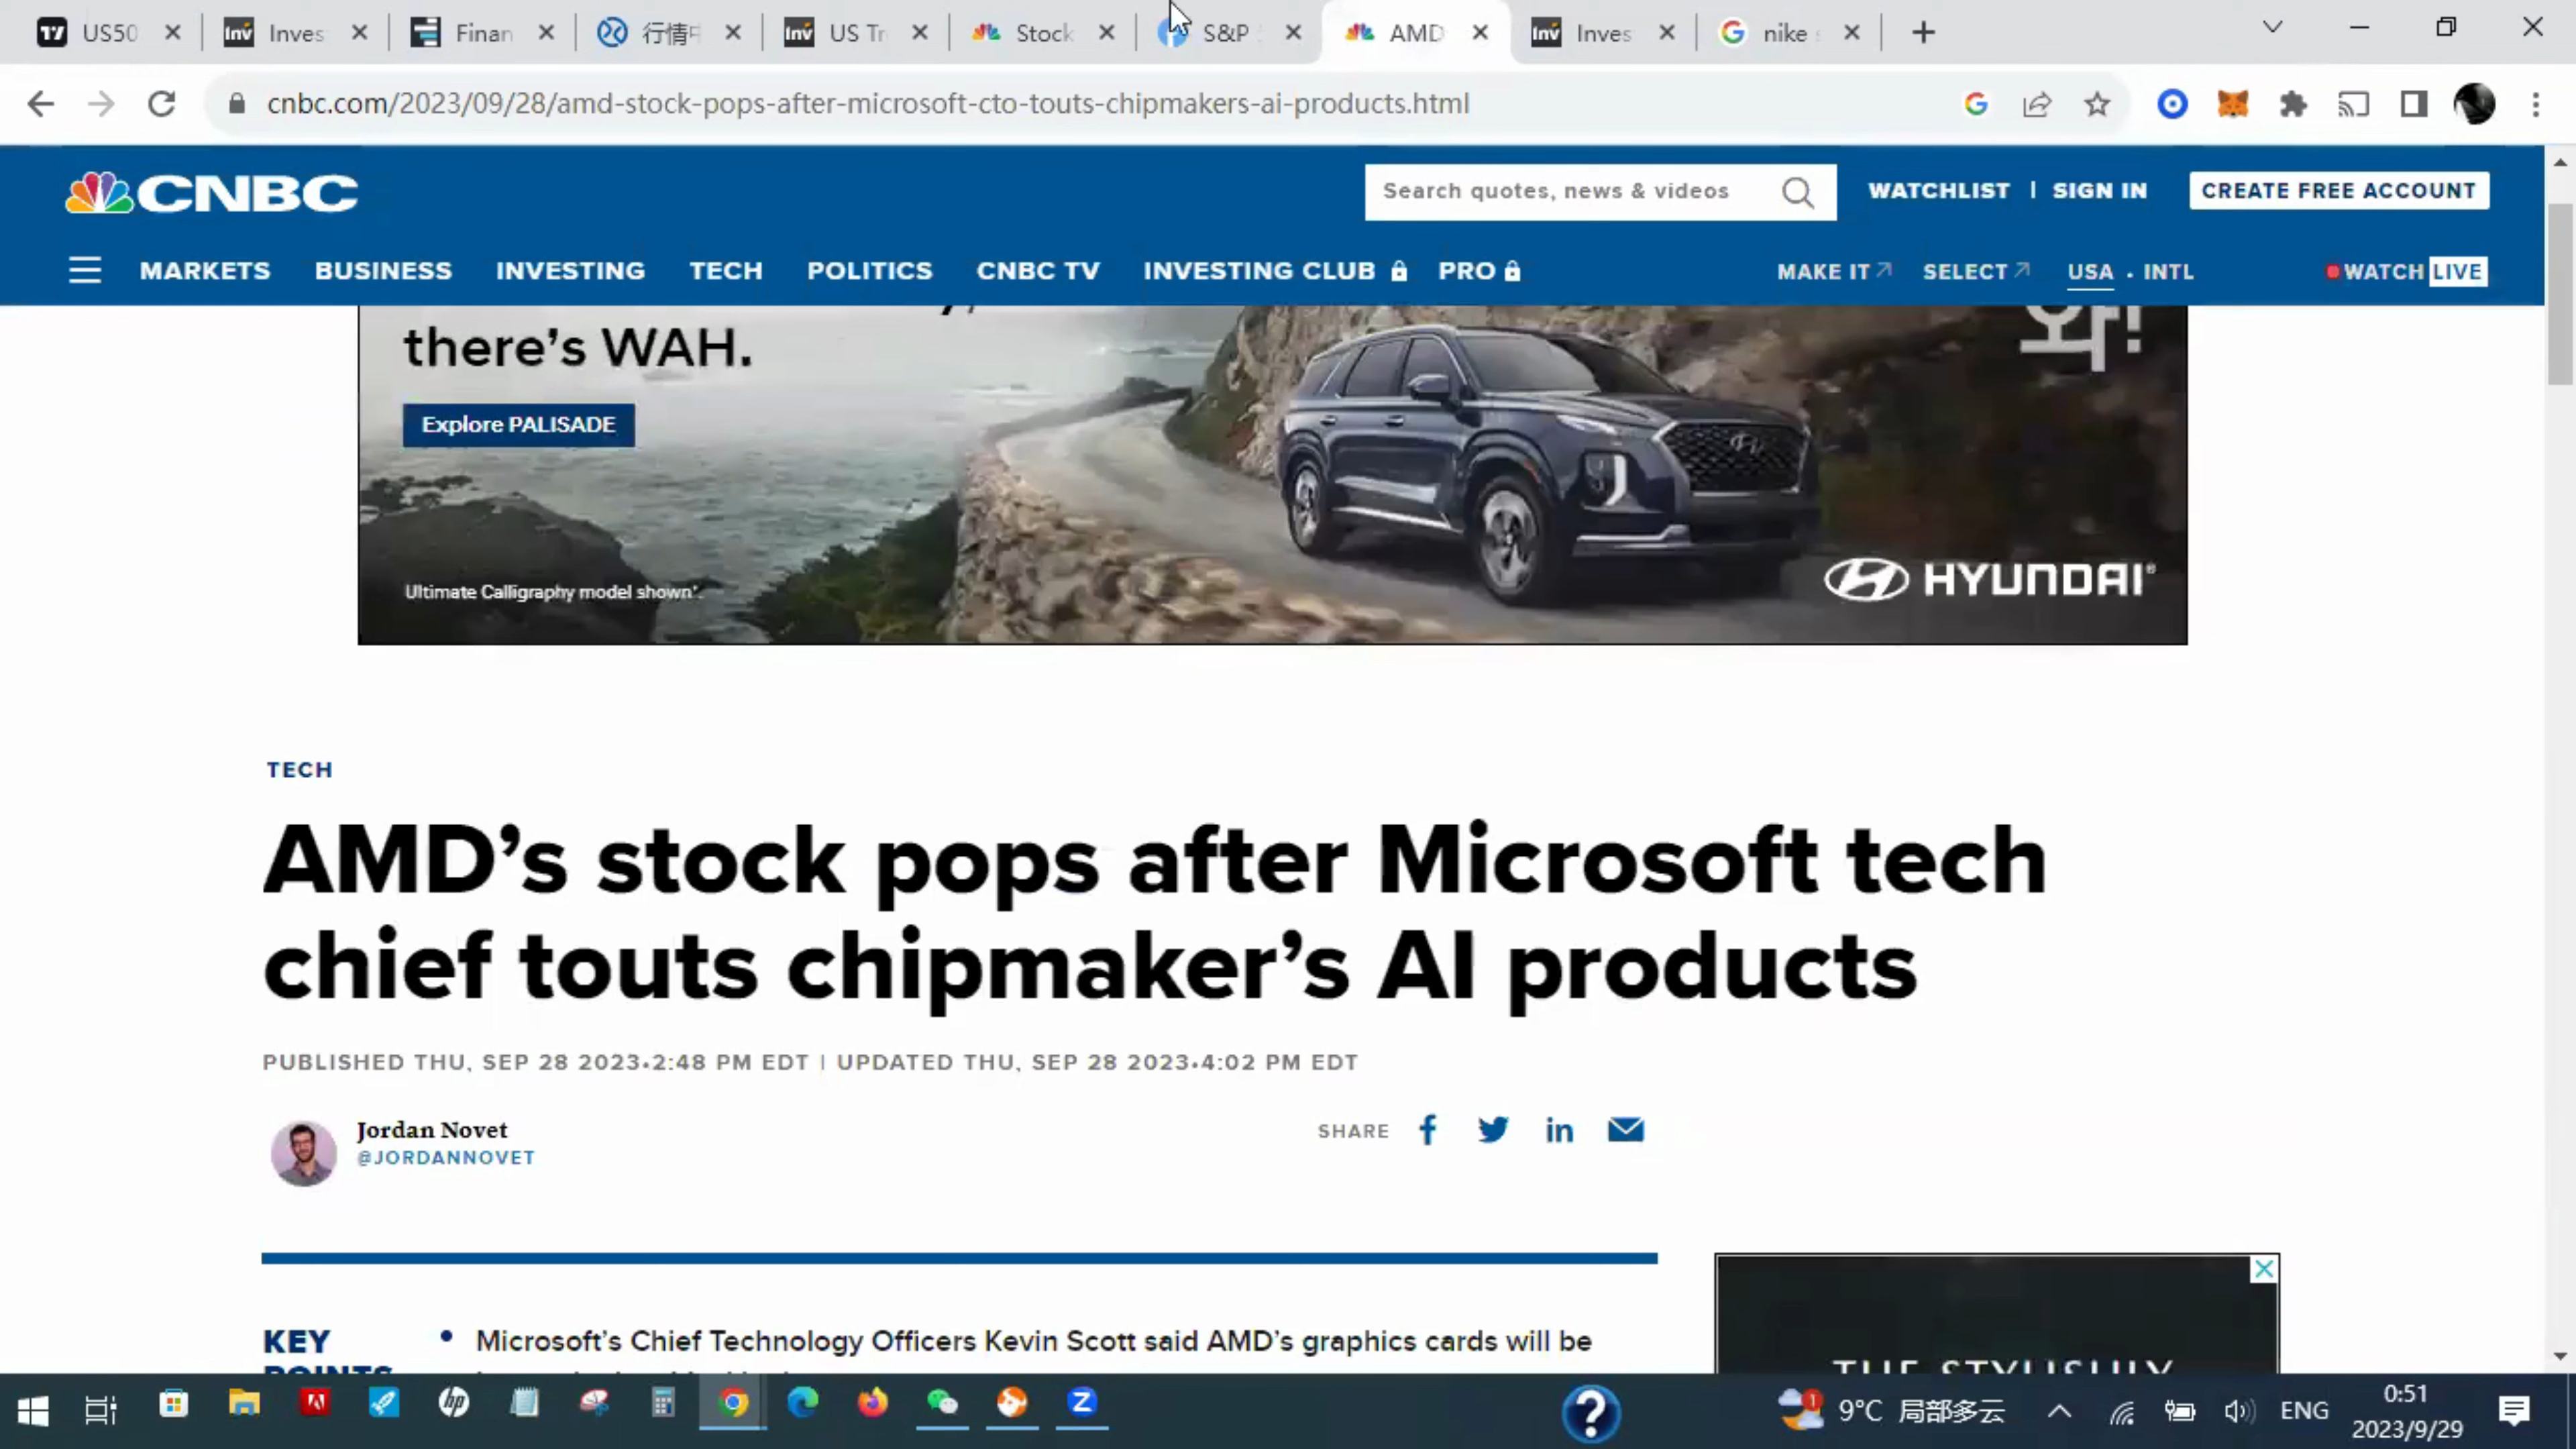 US50
Inves
Finan
行情中
US Tr
Stock
S&P
AMD
Inves
nike s
cnbc.com/2023/09/28/amd-stock-pops-after-microsoft-cto-touts-chipmakers-ai-products.html
CNBC
Search quotes, news & videos
WATCHLIST | SIGN IN
CREATE FREE ACCOUNT
MARKETS BUSINESS INVESTING TECH POLITICS CNBC TV INVESTING CLUB PRO
MAKE IT SELECT USA • INTL
WATCH LIVE
there's WAH.
와!
Explore PALISADE
Ultimate Calligraphy model shown*.
HYUNDAI
TECH
AMD’s stock pops after Microsoft tech
chief touts chipmaker’s AI products
PUBLISHED THU, SEP 28 2023•2:48 PM EDT | UPDATED THU, SEP 28 2023•4:02 PM EDT
Jordan Novet
@JORDANNOVET
SHARE
KEY
POINTS
Microsoft’s Chief Technology Officers Kevin Scott said AMD’s graphics cards will be
THE STYLISHLY
9°C 局部多云
ENG
0:51
2023/9/29